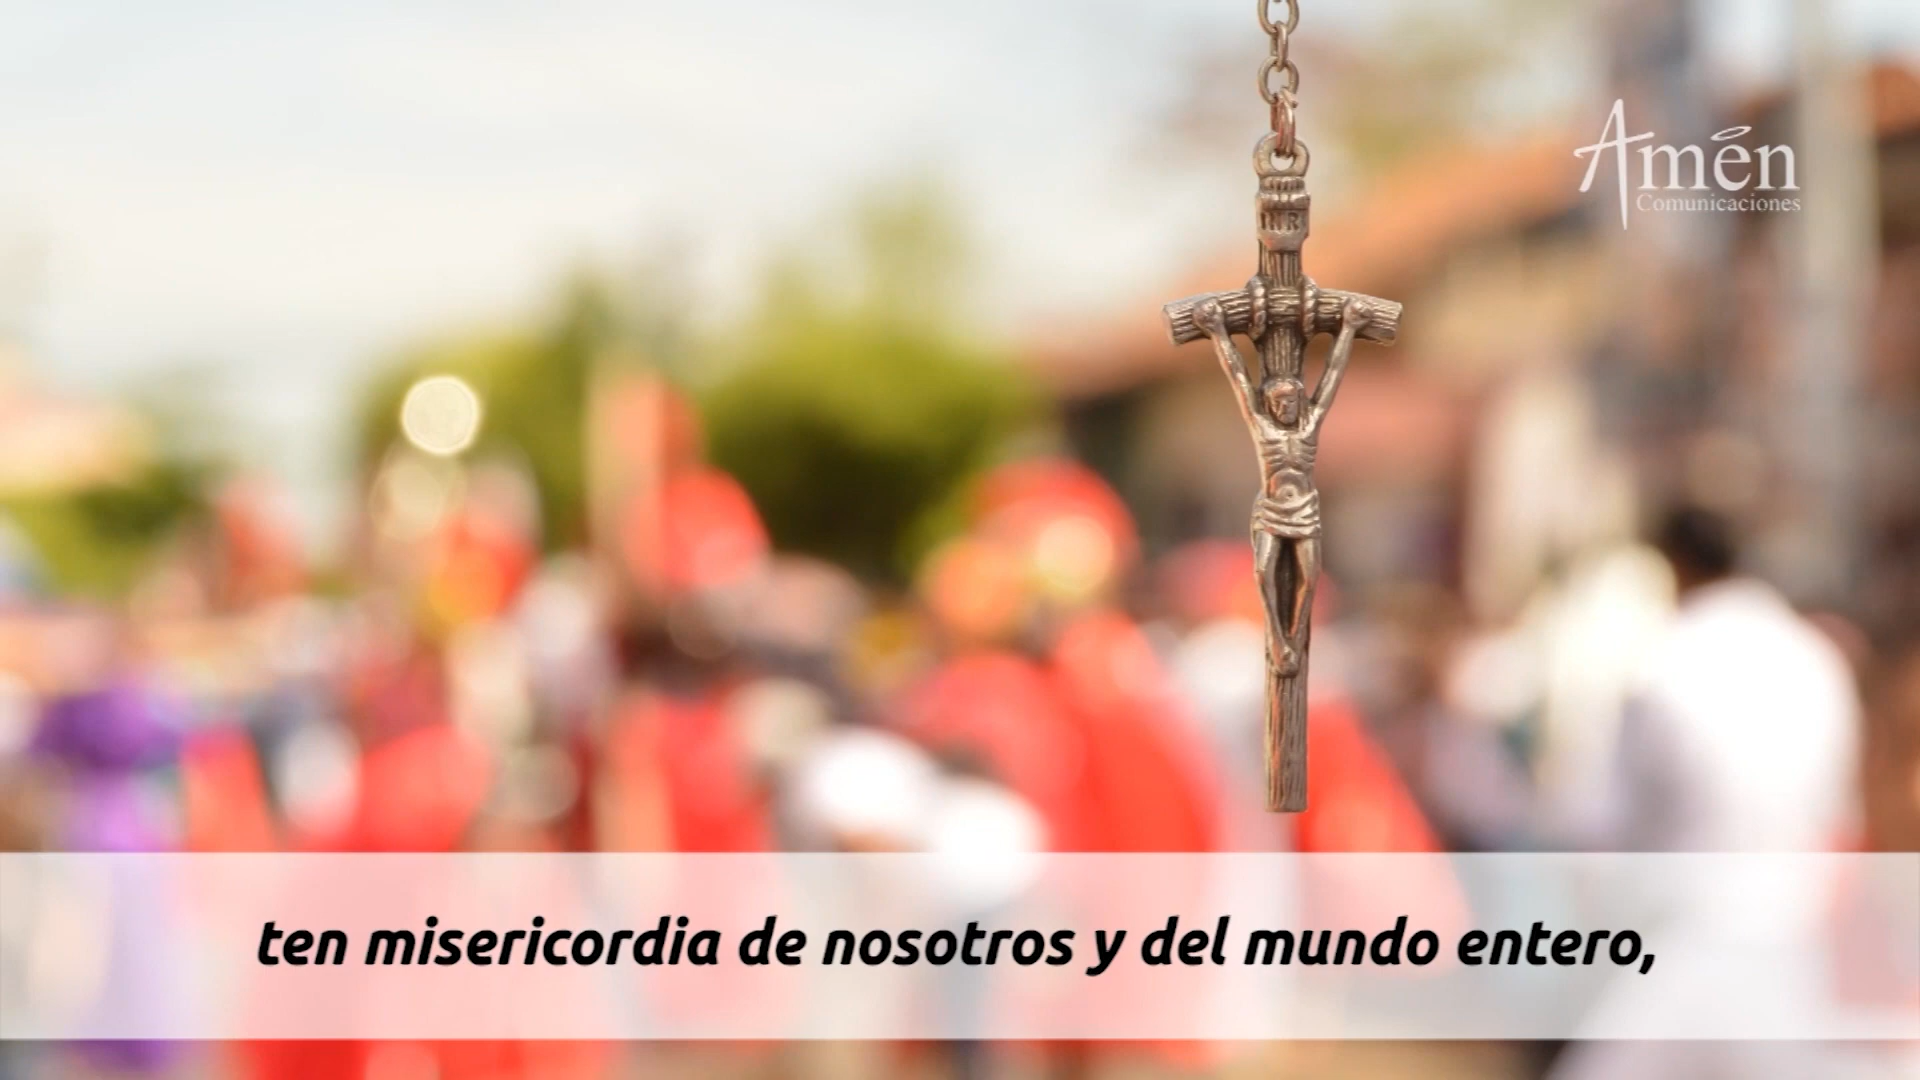 INRI
Amén
Comunicaciones
ten misericordia de nosotros y del mundo entero,